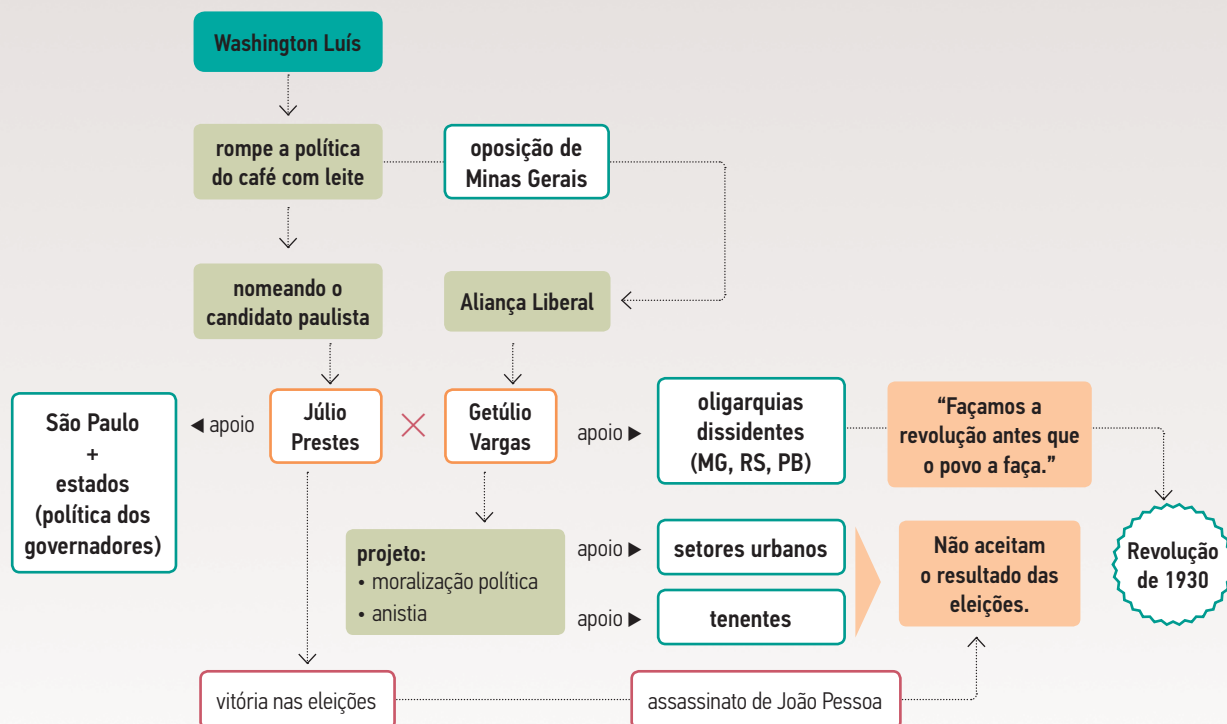 Washington Luís
rompe a política
do café com leite
oposição de
Minas Gerais
nomeando o
candidato paulista
Aliança Liberal
São Paulo
+
estados
(política dos
governadores)
◀ apoio
Júlio
Prestes
×
Getúlio
Vargas
apoio ▶
oligarquias
dissidentes
(MG, RS, PB)
“Façamos a
revolução antes que
o povo a faça.”
projeto:
• moralização política
• anistia
apoio ▶
setores urbanos
apoio ▶
tenentes
Não aceitam
o resultado das
eleições.
Revolução
de 1930
vitória nas eleições
assassinato de João Pessoa